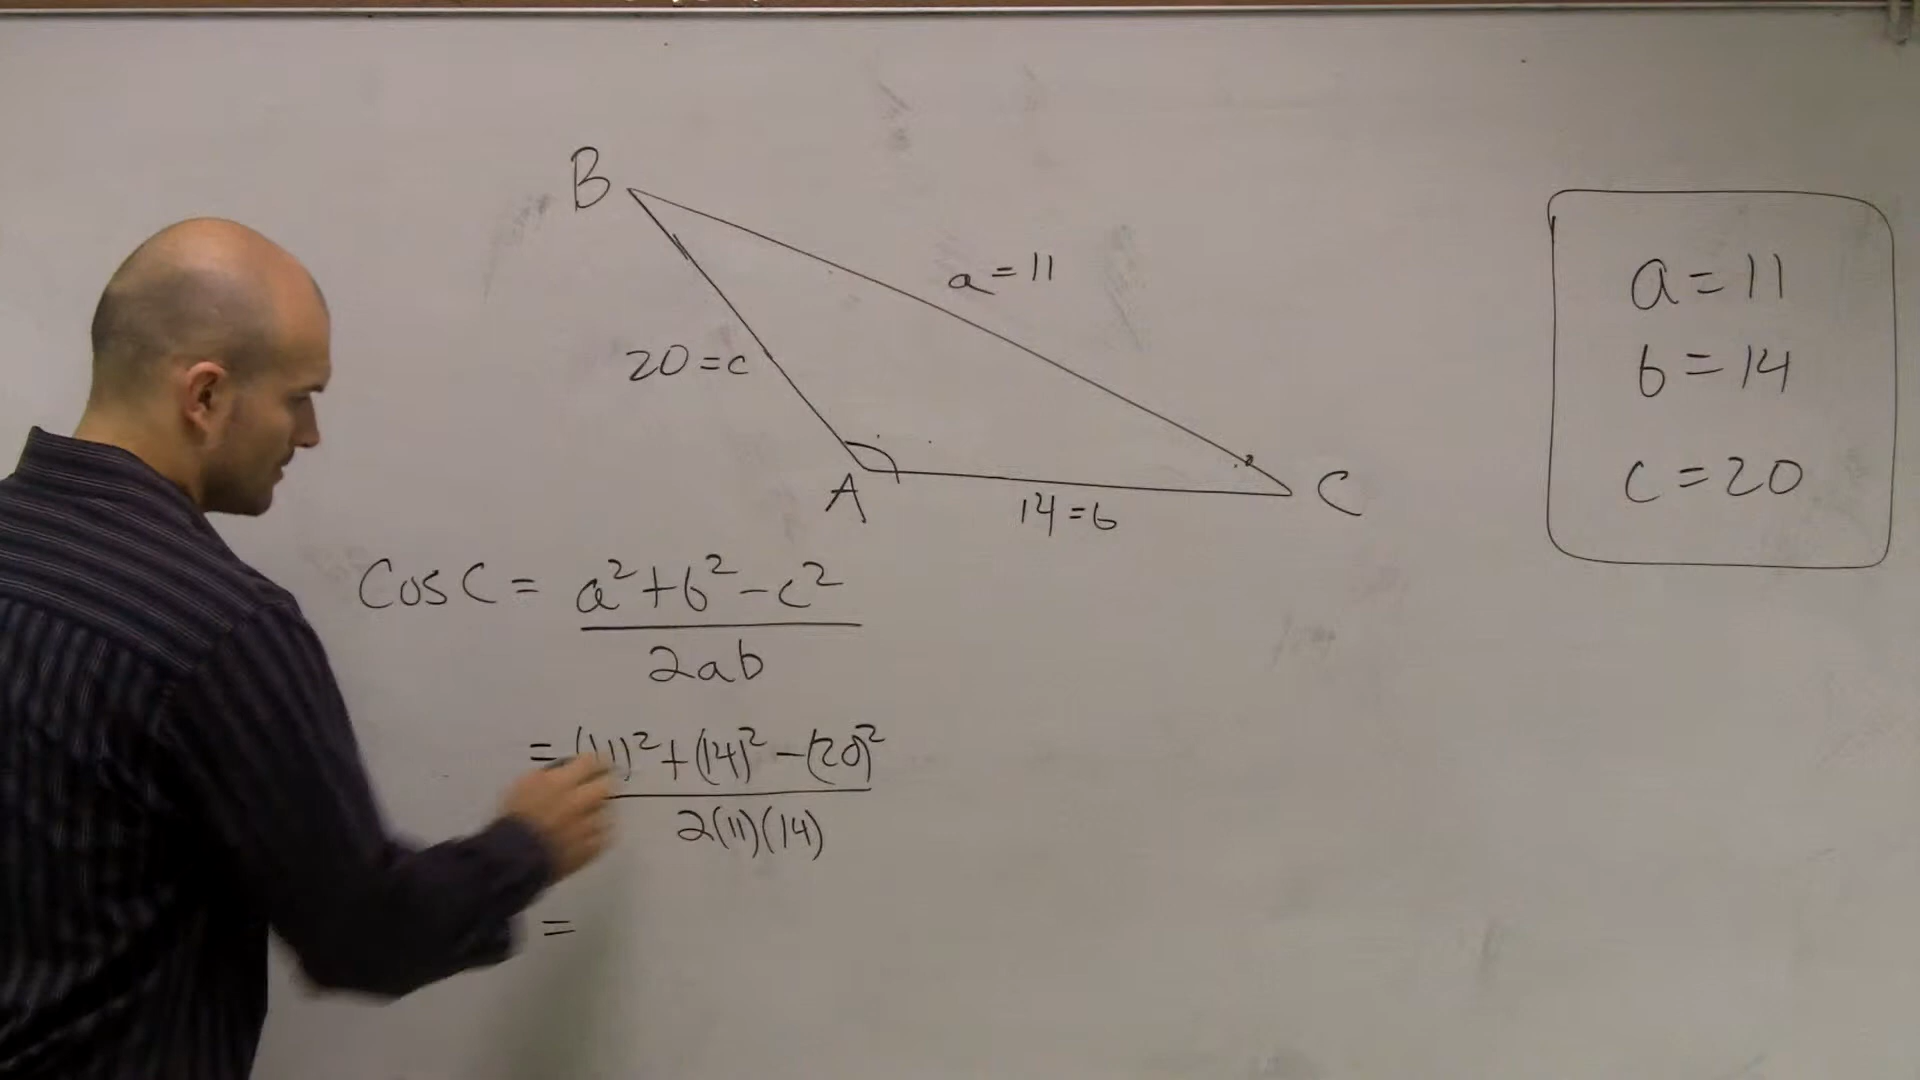 B
a = 11
20 = c
A
C
14 = b
a = 11
b = 14
c = 20
Cos C = a² + b² - c²
2ab
= (11)² + (14)² - (20)²
2(11)(14)
=